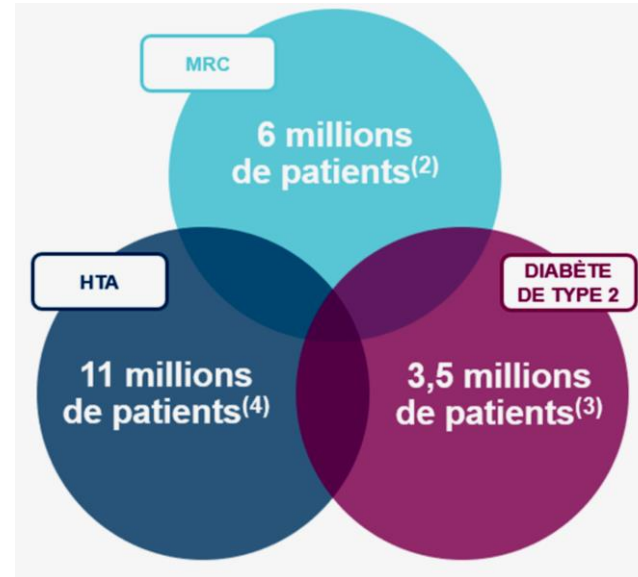 MRC
6 millions
de patients(2)
HTA
DIABÈTE
DE TYPE 2
11 millions
de patients(4)
3,5 millions
de patients(3)